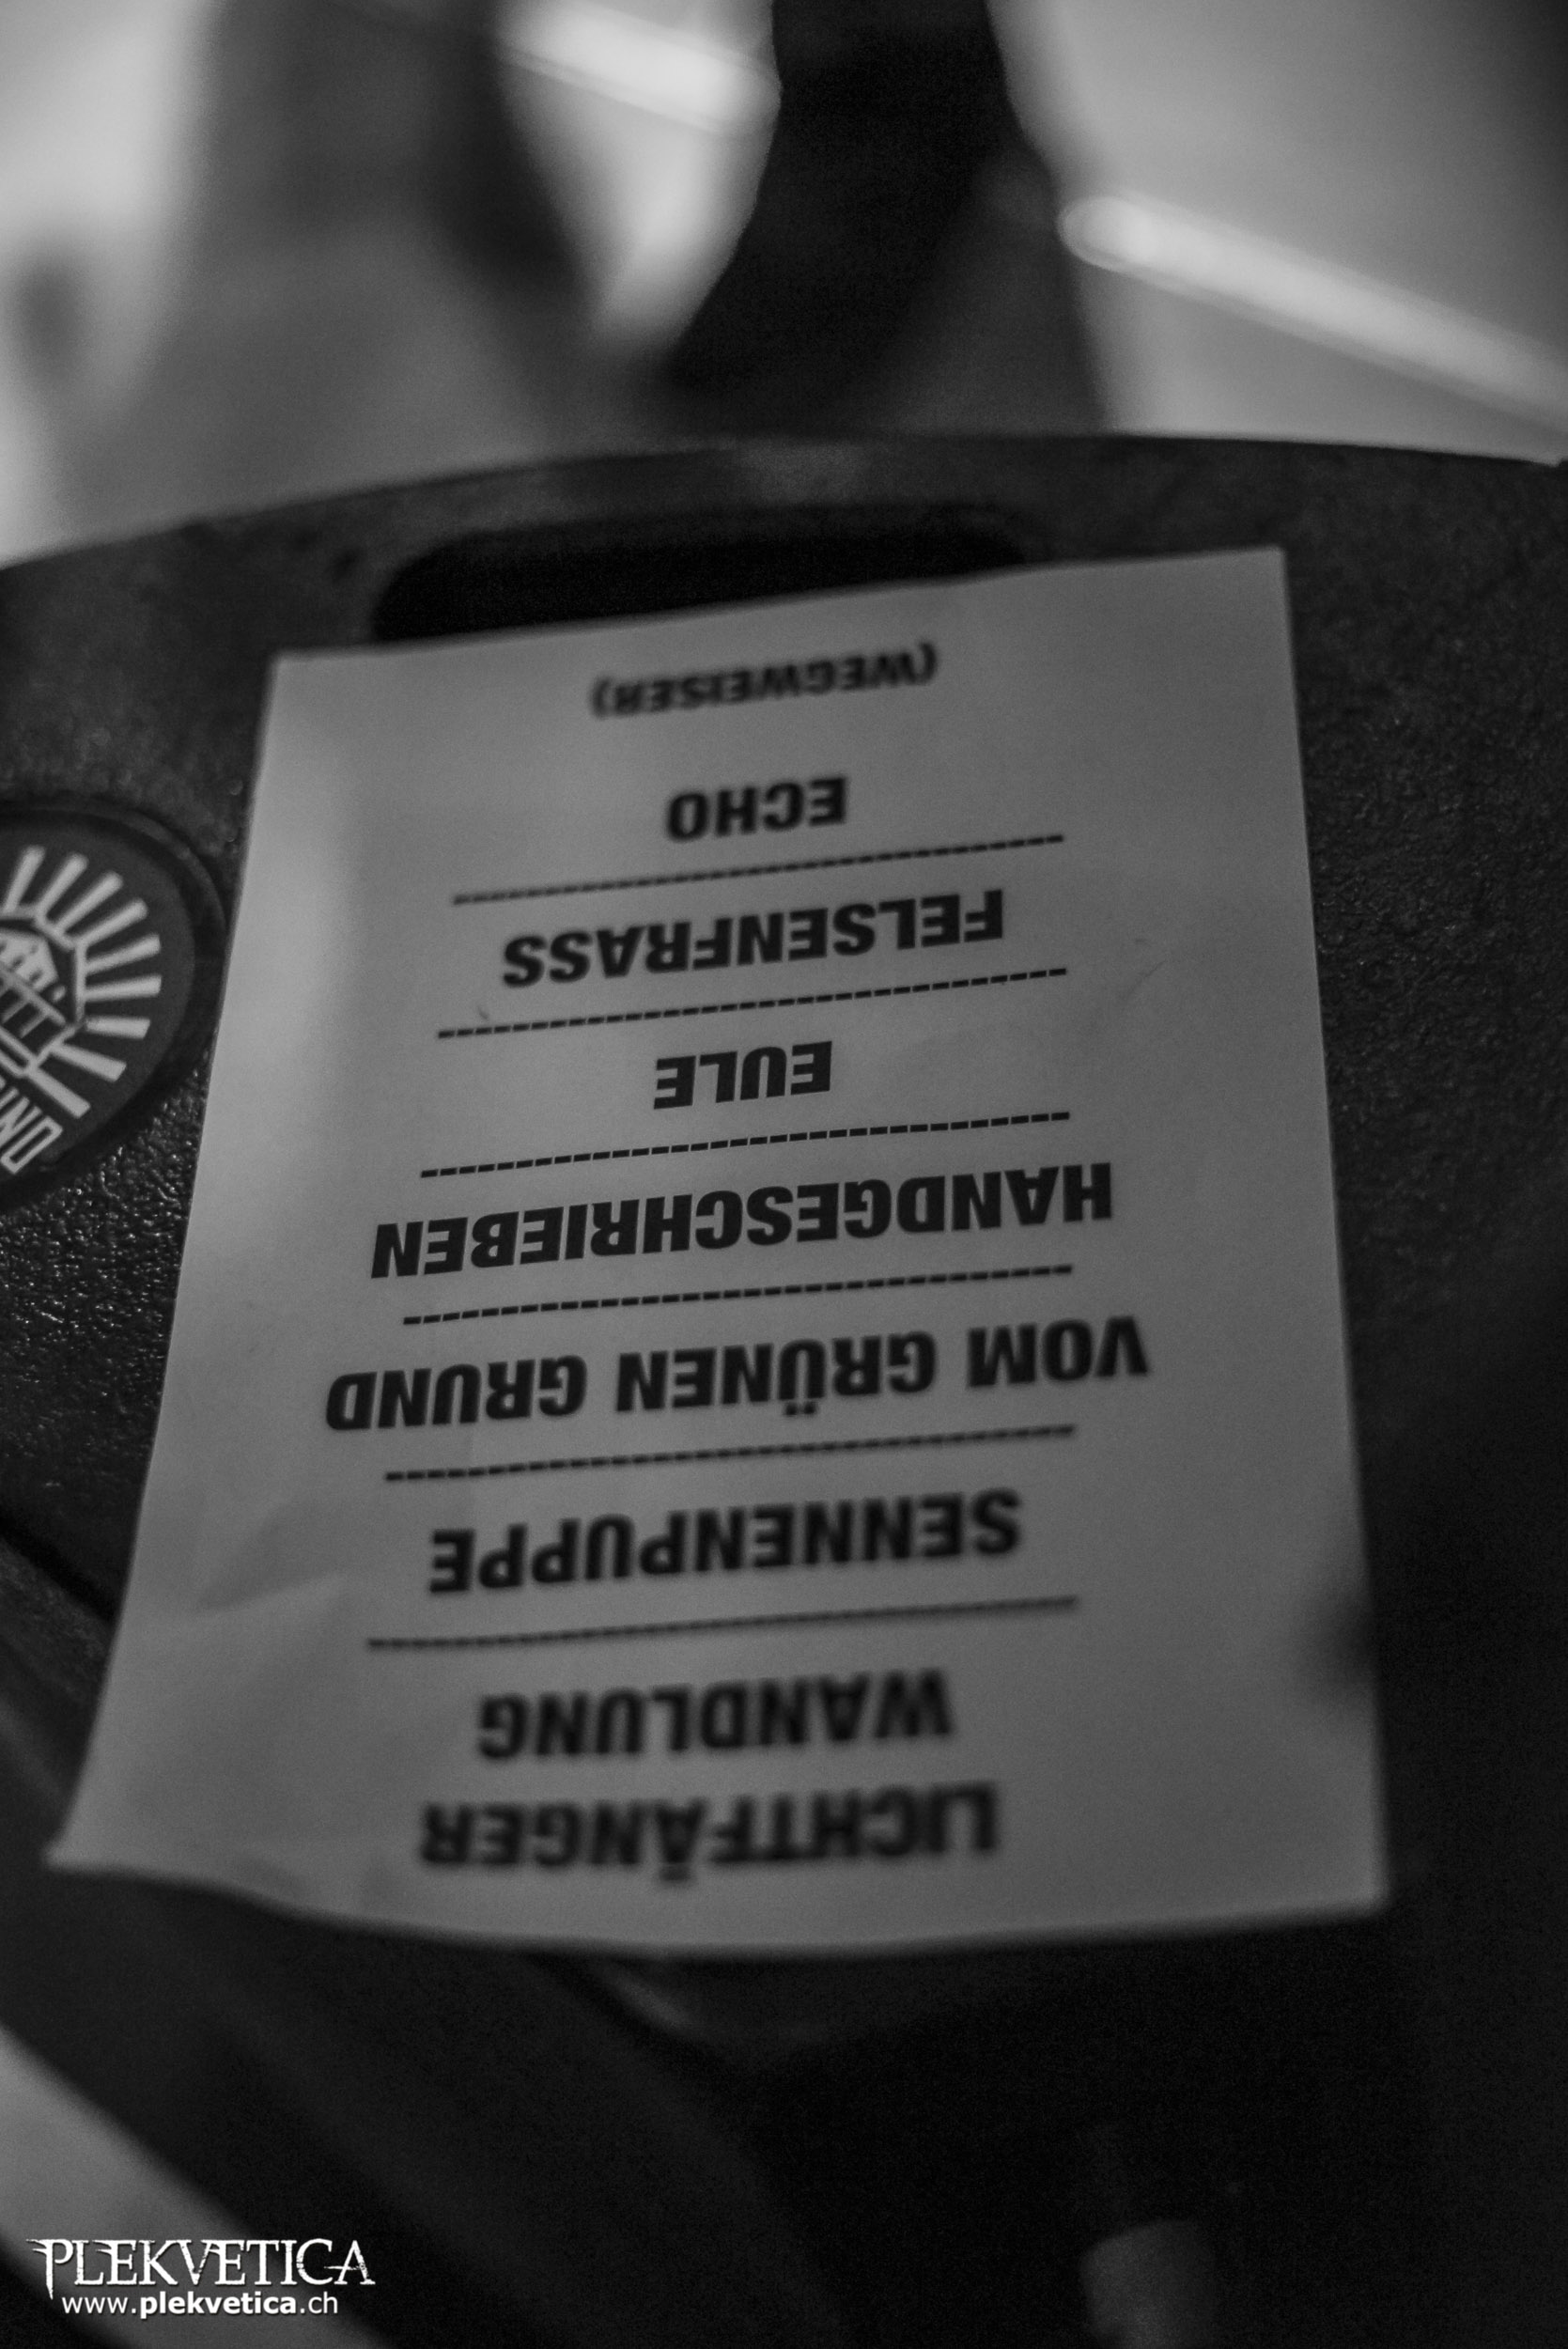 LICHTFÄNGER
WANDLUNG
SENNENPUPPE
VOM GRÜNEN GRUND
HANDGESCHRIEBEN
EULE
FELSENFRASS
ECHO
(WEGWEISER)
PLEKVETICA
www.plekvetica.ch